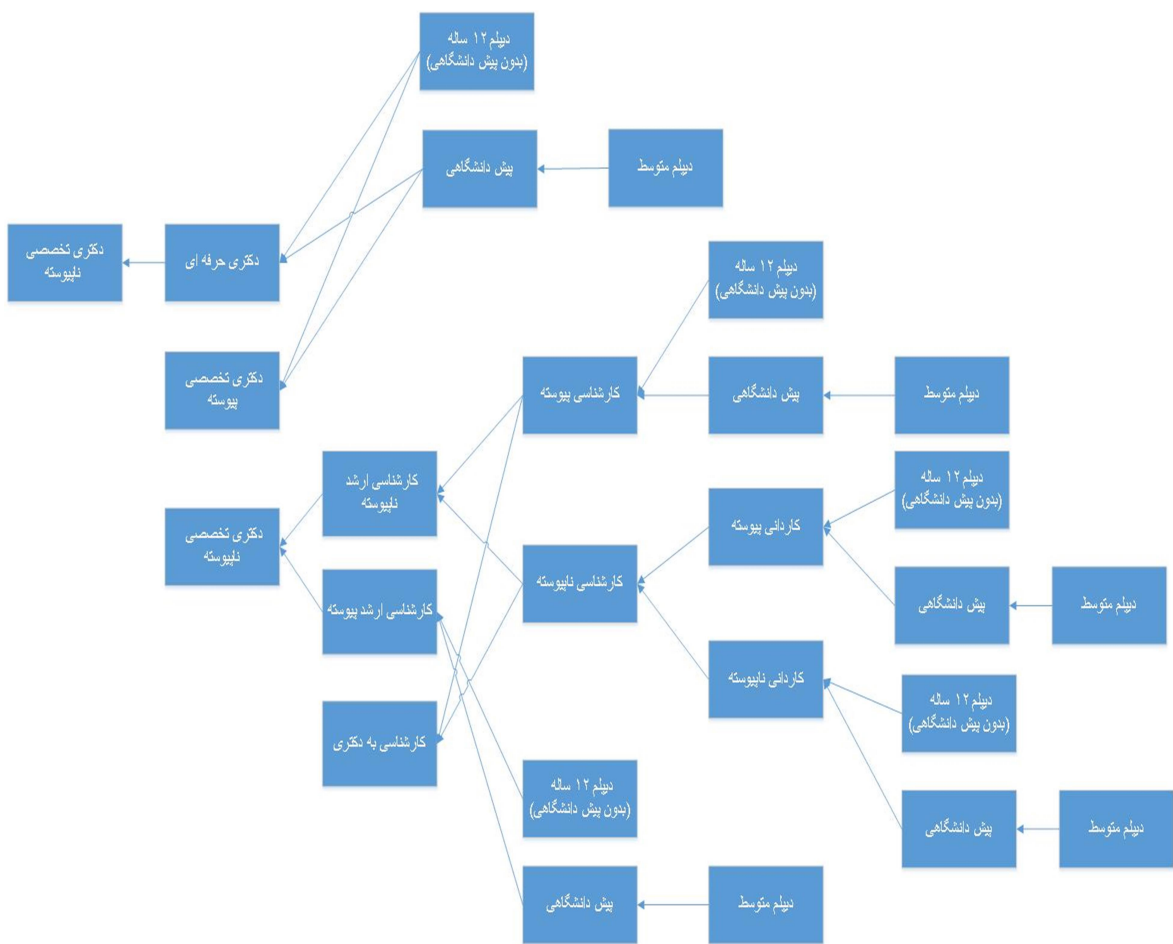 دیپلم ۱۲ ساله
(بدون پیش دانشگاهی)
دیپلم متوسط
پیش دانشگاهی
دکتری حرفه ای
دکتری تخصصی
ناپیوسته
دیپلم ۱۲ ساله
(بدون پیش دانشگاهی)
دکتری تخصصی
پیوسته
دیپلم متوسط
پیش دانشگاهی
کارشناسی پیوسته
دیپلم ۱۲ ساله
(بدون پیش دانشگاهی)
کاردانی پیوسته
کارشناسی ارشد
ناپیوسته
دکتری تخصصی
ناپیوسته
دیپلم متوسط
پیش دانشگاهی
کارشناسی ناپیوسته
کارشناسی ارشد پیوسته
کاردانی ناپیوسته
دیپلم ۱۲ ساله
(بدون پیش دانشگاهی)
کارشناسی به دکتری
دیپلم ۱۲ ساله
(بدون پیش دانشگاهی)
دیپلم متوسط
پیش دانشگاهی
دیپلم متوسط
پیش دانشگاهی